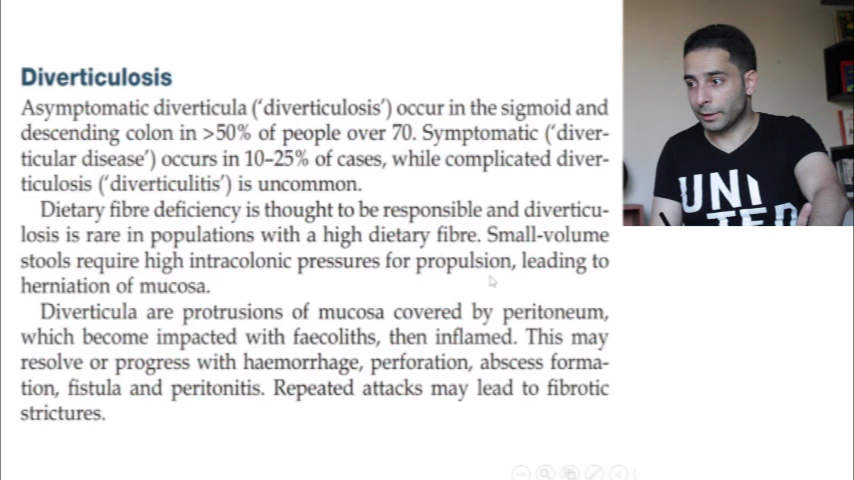 Diverticulosis
Asymptomatic diverticula ('diverticulosis') occur in the sigmoid and
descending colon in >50% of people over 70. Symptomatic ('diver-
ticular disease') occurs in 10–25% of cases, while complicated diver-
ticulosis ('diverticulitis') is uncommon.
Dietary fibre deficiency is thought to be responsible and diverticu-
losis is rare in populations with a high dietary fibre. Small-volume
stools require high intracolonic pressures for propulsion, leading to
herniation of mucosa.
Diverticula are protrusions of mucosa covered by peritoneum,
which become impacted with faecoliths, then inflamed. This may
resolve or progress with haemorrhage, perforation, abscess forma-
tion, fistula and peritonitis. Repeated attacks may lead to fibrotic
strictures.
UNI
TED